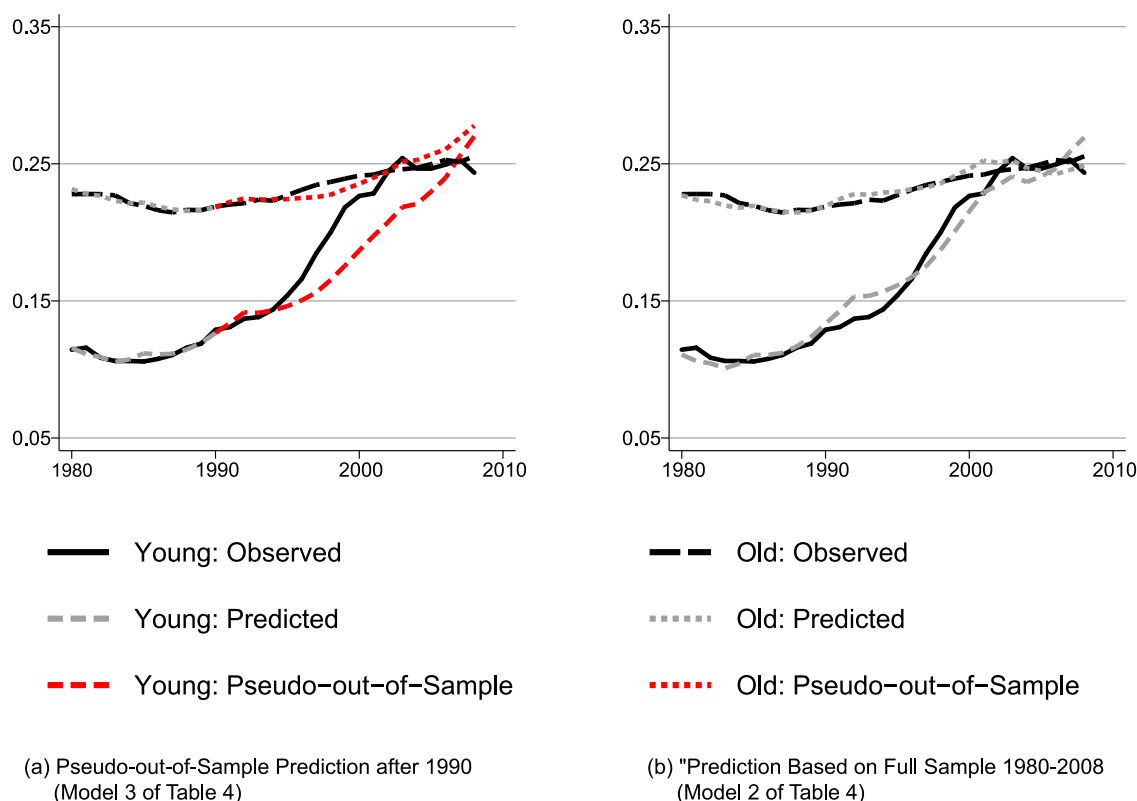 0.35
0.25
0.15
0.05
1980
1990
2000
2010
0.35
0.25
0.15
0.05
1980
1990
2000
2010
Young: Observed
Old: Observed
Young: Predicted
Old: Predicted
Young: Pseudo−out−of−Sample
Old: Pseudo−out−of−Sample
(a) Pseudo-out-of-Sample Prediction after 1990
(Model 3 of Table 4)
(b) "Prediction Based on Full Sample 1980-2008
(Model 2 of Table 4)